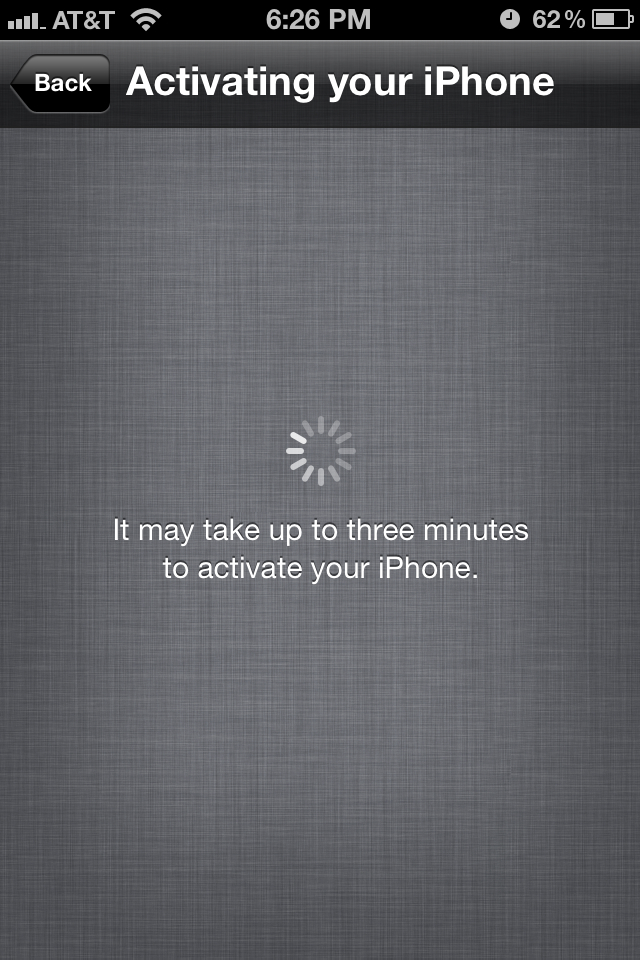 AT&T 6:26 PM 62%
Back Activating your iPhone
It may take up to three minutes
to activate your iPhone.